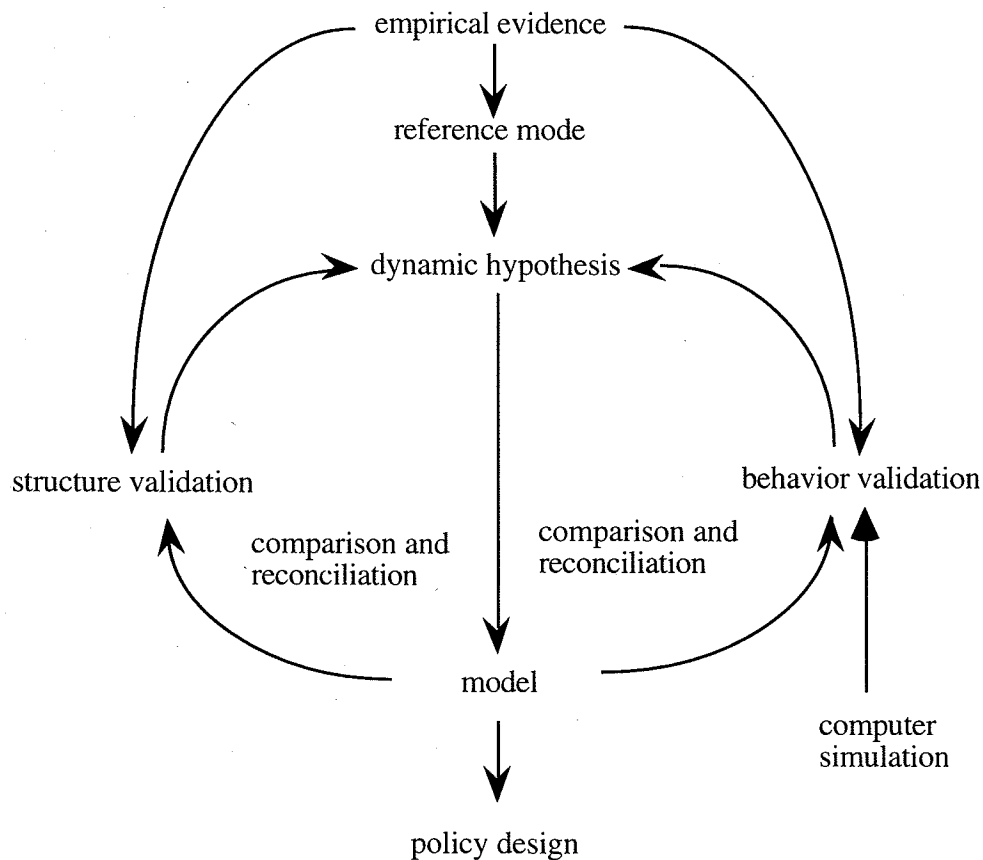 empirical evidence
reference mode
dynamic hypothesis
structure validation
behavior validation
comparison and
reconciliation
comparison and
reconciliation
model
computer
simulation
policy design